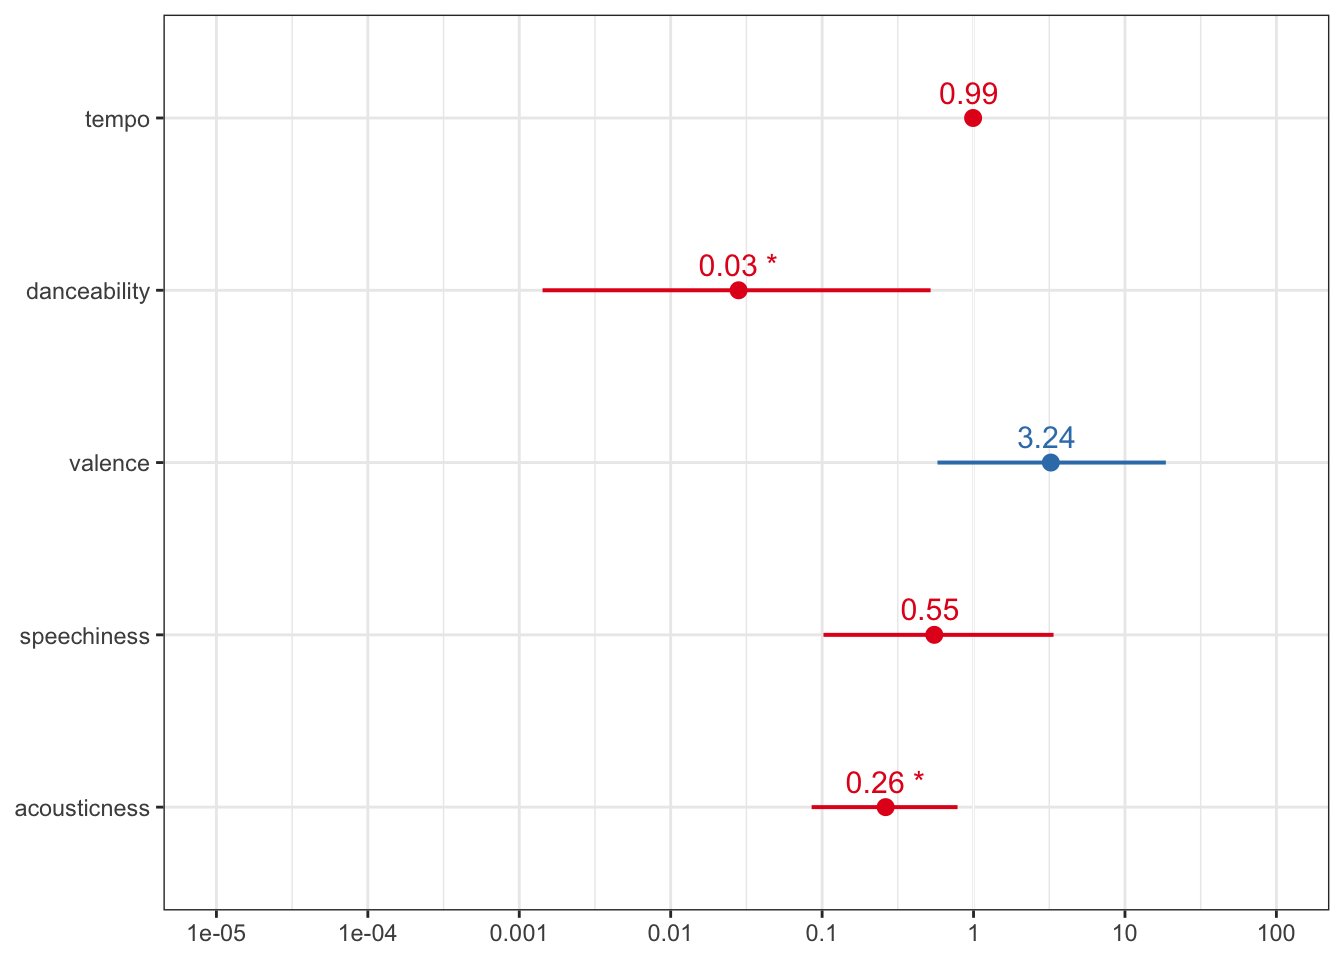 tempo
0.99
danceability
0.03 *
valence
3.24
speechiness
0.55
acousticness
0.26 *
1e-05 1e-04 0.001 0.01 0.1 1 10 100